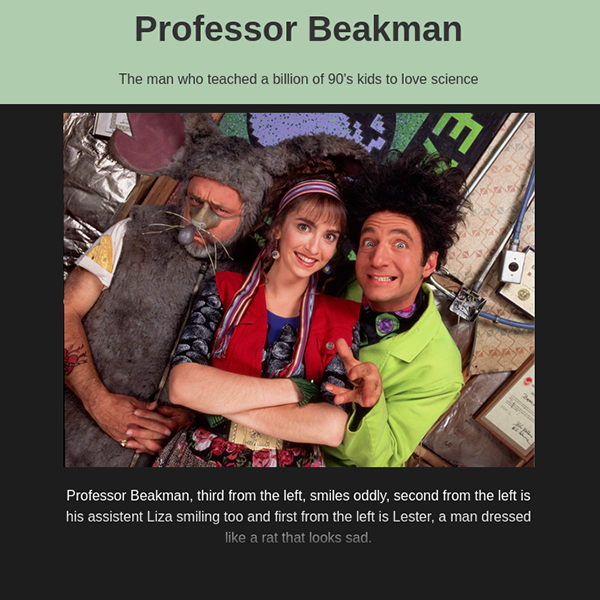 Professor Beakman
The man who teached a billion of 90's kids to love science
Professor Beakman, third from the left, smiles oddly, second from the left is
his assistent Liza smiling too and first from the left is Lester, a man dressed
like a rat that looks sad.